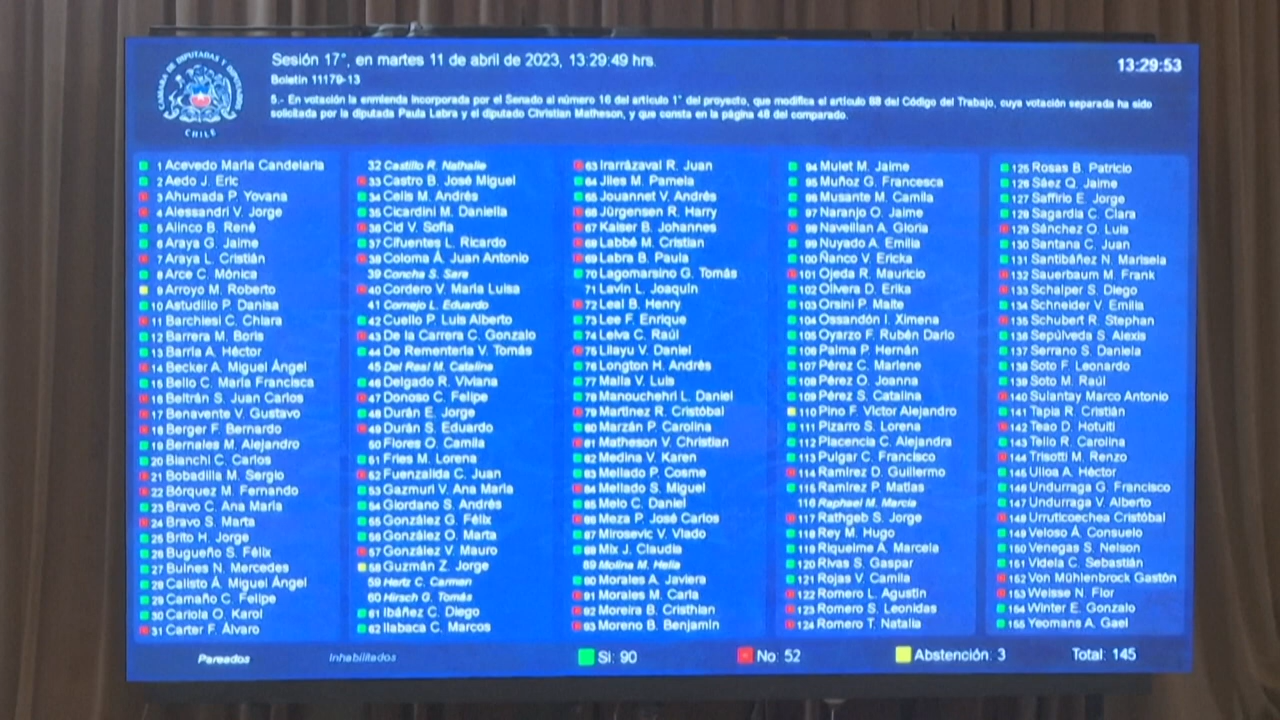 CAMARA DE DIPUTADAS Y DIPUTADOS
CHILE
Sesión 17°, en martes 11 de abril de 2023, 13:29:49 hrs.
13:29:53
Boletín 11179-13
5.- En votación la enmienda incorporada por el Senado al número 16 del artículo 1° del proyecto, que modifica el artículo 88 del Código del Trabajo, cuya votación separada ha sido
solicitada por la diputada Paula Labra y el diputado Christian Matheson, y que consta en la página 48 del comparado.
1 Acevedo María Candelaria
2 Aedo J. Eric
3 Ahumada P. Yovana
4 Alessandri V. Jorge
5 Alinco B. René
6 Araya G. Jaime
7 Araya L. Cristián
8 Arce C. Mónica
9 Arroyo M. Roberto
10 Astudillo P. Danisa
11 Barchiesi C. Chiara
12 Barrera M. Boris
13 Barría A. Héctor
14 Becker A. Miguel Ángel
15 Bello C. María Francisca
16 Beltrán S. Juan Carlos
17 Benavente V. Gustavo
18 Berger F. Bernardo
19 Bernales M. Alejandro
20 Bianchi C. Carlos
21 Bobadilla M. Sergio
22 Bórquez M. Fernando
23 Bravo C. Ana María
24 Bravo S. Marta
25 Brito H. Jorge
26 Bugueño S. Félix
27 Bulnes N. Mercedes
28 Calisto Á. Miguel Ángel
29 Camaño C. Felipe
30 Cariola O. Karol
31 Carter F. Álvaro
32 Castillo R. Nathalie
33 Castro B. José Miguel
34 Celis M. Andrés
35 Cicardini M. Daniella
36 Cid V. Sofía
37 Cifuentes L. Ricardo
38 Coloma Á. Juan Antonio
39 Concha S. Sara
40 Cordero V. María Luisa
41 Cornejo L. Eduardo
42 Cuello P. Luis Alberto
43 De la Carrera C. Gonzalo
44 De Rementería V. Tomás
45 Del Real M. Catalina
46 Delgado R. Viviana
47 Donoso C. Felipe
48 Durán E. Jorge
49 Durán S. Eduardo
50 Flores O. Camila
51 Fries M. Lorena
52 Fuenzalida C. Juan
53 Gazmuri V. Ana María
54 Giordano S. Andrés
55 González G. Félix
56 González O. Marta
57 González V. Mauro
58 Guzmán Z. Jorge
59 Hertz C. Carmen
60 Hirsch G. Tomás
61 Ibáñez C. Diego
62 Ilabaca C. Marcos
63 Irarrázaval R. Juan
64 Jiles M. Pamela
65 Jouannet V. Andrés
66 Jürgensen R. Harry
67 Kaiser B. Johannes
68 Labbé M. Cristian
69 Labra B. Paula
70 Lagomarsino G. Tomás
71 Lavín L. Joaquín
72 Leal B. Henry
73 Lee F. Enrique
74 Leiva C. Raúl
75 Lilayu V. Daniel
76 Longton H. Andrés
77 Malla V. Luis
78 Manouchehri L. Daniel
79 Martínez R. Cristóbal
80 Marzán P. Carolina
81 Matheson V. Christian
82 Medina V. Karen
83 Mellado P. Cosme
84 Mellado S. Miguel
85 Melo C. Daniel
86 Meza P. José Carlos
87 Mirosevic V. Vlado
88 Mix J. Claudia
89 Molina M. Helia
90 Morales A. Javiera
91 Morales M. Carla
92 Moreira B. Cristhian
93 Moreno B. Benjamín
94 Mulet M. Jaime
95 Muñoz G. Francesca
96 Musante M. Camila
97 Naranjo O. Jaime
98 Naveillan A. Gloria
99 Nuyado A. Emilia
100 Ñanco V. Ericka
101 Ojeda R. Mauricio
102 Olivera D. Erika
103 Orsini P. Maite
104 Ossandón I. Ximena
105 Oyarzo F. Rubén Darío
106 Palma P. Hernán
107 Pérez C. Marlene
108 Pérez O. Joanna
109 Pérez S. Catalina
110 Pino F. Víctor Alejandro
111 Pizarro S. Lorena
112 Placencia C. Alejandra
113 Pulgar C. Francisco
114 Ramírez D. Guillermo
115 Ramírez P. Matías
116 Raphael M. Marcia
117 Rathgeb S. Jorge
118 Rey M. Hugo
119 Riquelme A. Marcela
120 Rivas S. Gaspar
121 Rojas V. Camila
122 Romero L. Agustín
123 Romero S. Leonidas
124 Romero T. Natalia
125 Rosas B. Patricio
126 Sáez Q. Jaime
127 Saffirio E. Jorge
128 Sagardía C. Clara
129 Sánchez O. Luis
130 Santana C. Juan
131 Santibáñez N. Marisela
132 Sauerbaum M. Frank
133 Schalper S. Diego
134 Schneider V. Emilia
135 Schubert R. Stephan
136 Sepúlveda S. Alexis
137 Serrano S. Daniela
138 Soto F. Leonardo
139 Soto M. Raúl
140 Sulantay Marco Antonio
141 Tapia R. Cristián
142 Teao D. Hotuiti
143 Tello R. Carolina
144 Trisotti M. Renzo
145 Ulloa A. Héctor
146 Undurraga G. Francisco
147 Undurraga V. Alberto
148 Urruticoechea Cristóbal
149 Veloso A. Consuelo
150 Venegas S. Nelson
151 Videla C. Sebastián
152 Von Mühlenbrock Gastón
153 Weisse N. Flor
154 Winter E. Gonzalo
155 Yeomans A. Gael
Pareados Inhabilitados Si: 90 No: 52 Abstención: 3 Total: 145